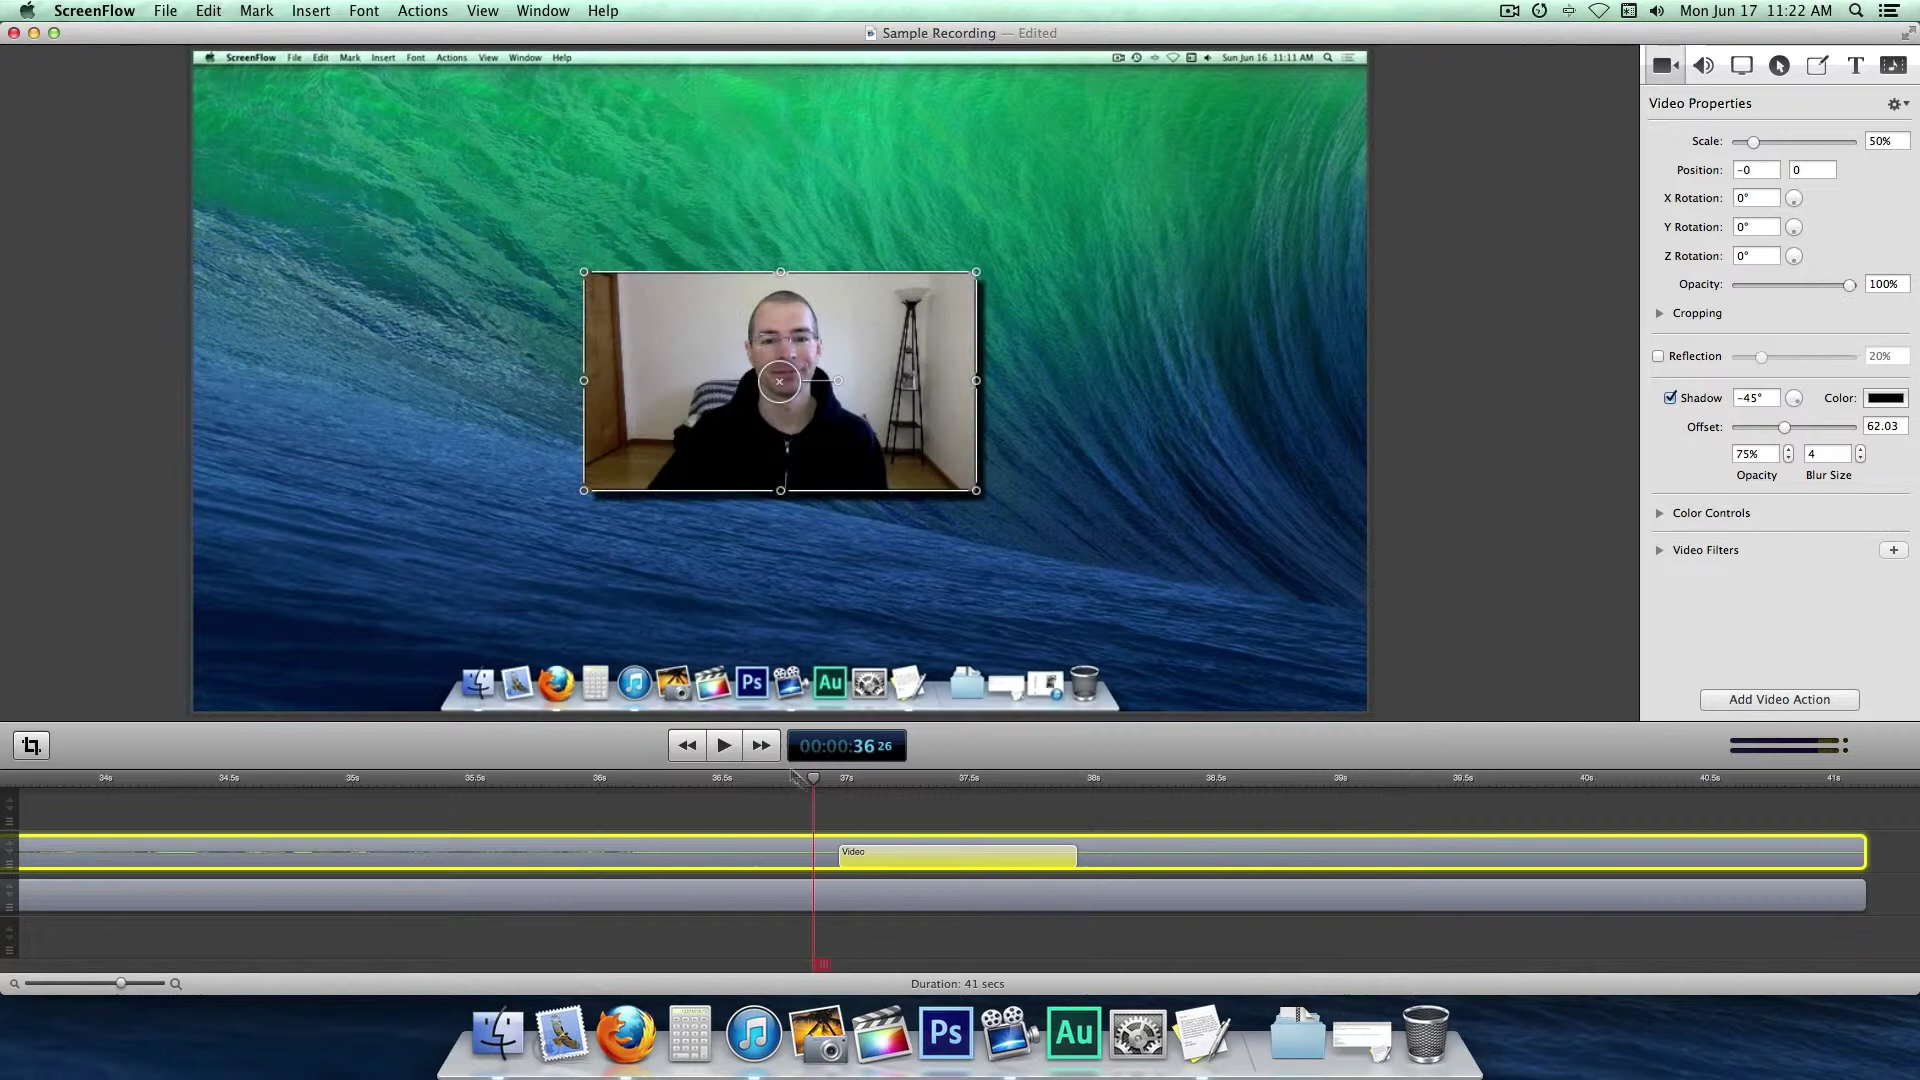 ScreenFlow File Edit Mark Insert Font Actions View Window Help Mon Jun 17 11:22 AM
Sample Recording — Edited
ScreenFlow File Edit Mark Insert Font Actions View Window Help Sun Jun 16 11:11 AM
T
Video Properties
Scale: 50%
Position: -0 0
X Rotation: 0°
Y Rotation: 0°
Z Rotation: 0°
Opacity: 100%
Cropping
Reflection 20%
Shadow -45° Color:
Offset: 62.03
75% 4
Opacity Blur Size
Color Controls
Video Filters +
Ps Au
Add Video Action
00:00:36 26
34s 34.5s 35s 35.5s 36s 36.5s 37s 37.5s 38s 38.5s 39s 39.5s 40s 40.5s 41s
Video
Duration: 41 secs
Ps Au